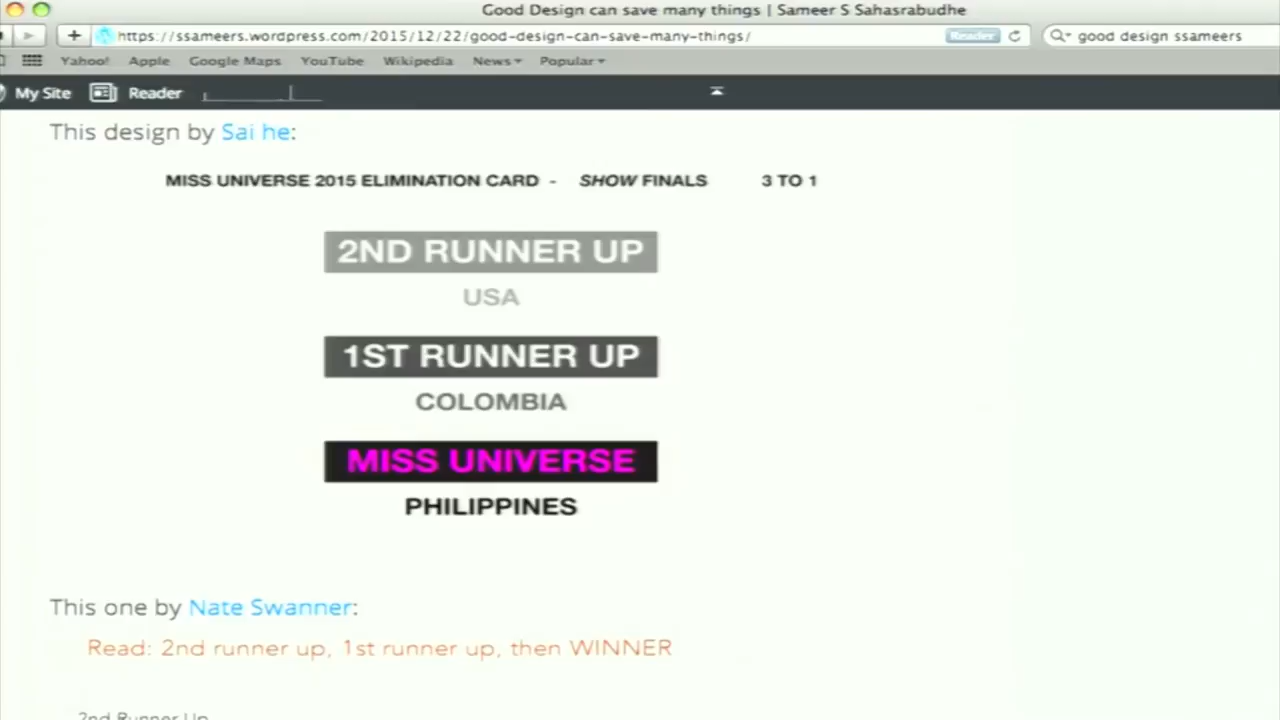 Good Design can save many things | Sameer S Sahasrabudhe
https://ssameers.wordpress.com/2015/12/22/good-design-can-save-many-things/ Reader good design ssameers
Yahoo! Apple Google Maps YouTube Wikipedia News Popular
My Site Reader
This design by Sai he:
MISS UNIVERSE 2015 ELIMINATION CARD - SHOW FINALS 3 TO 1
2ND RUNNER UP
USA
1ST RUNNER UP
COLOMBIA
MISS UNIVERSE
PHILIPPINES
This one by Nate Swanner:
Read: 2nd runner up, 1st runner up, then WINNER
2nd Runner Up